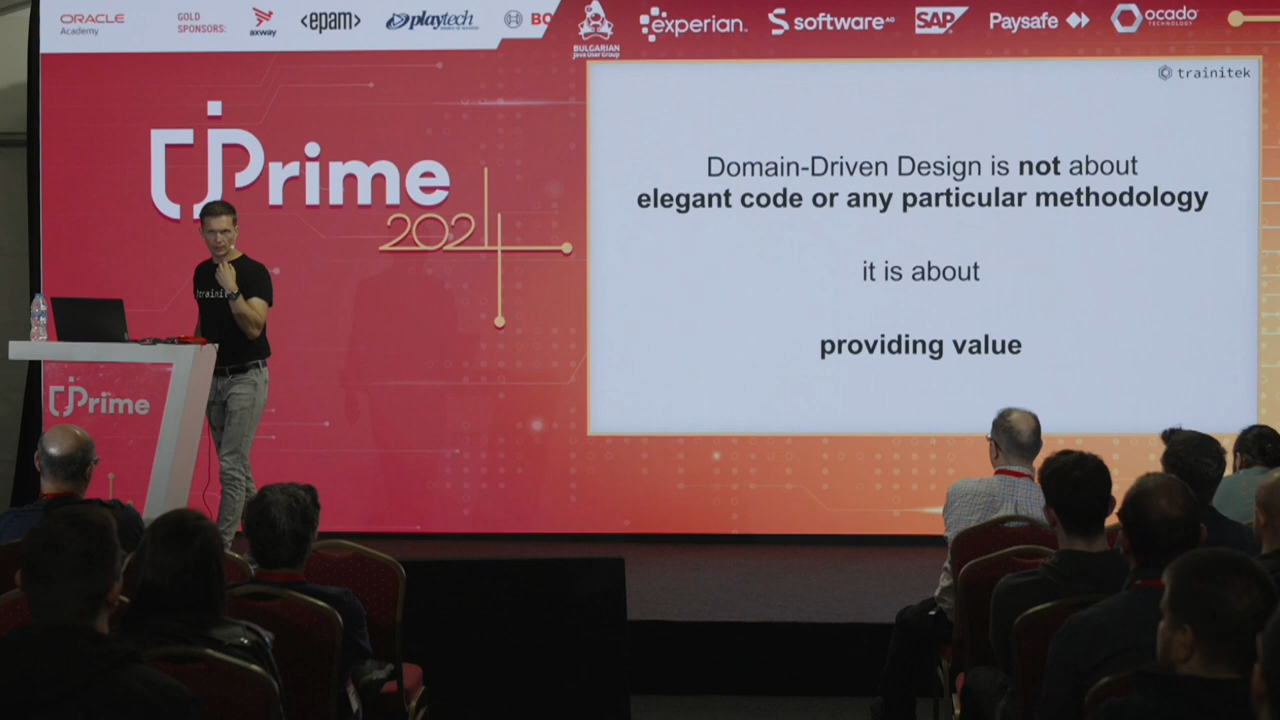 ORACLE
Academy
GOLD
SPONSORS:
axway
<epam>
playtech
BO
BULGARIAN
Java User Group
experian.
software AG
SAP
Paysafe
ocado
TECHNOLOGY
jPrime
2024
trainitek
Domain-Driven Design is not about
elegant code or any particular methodology
it is about
providing value
jPrime